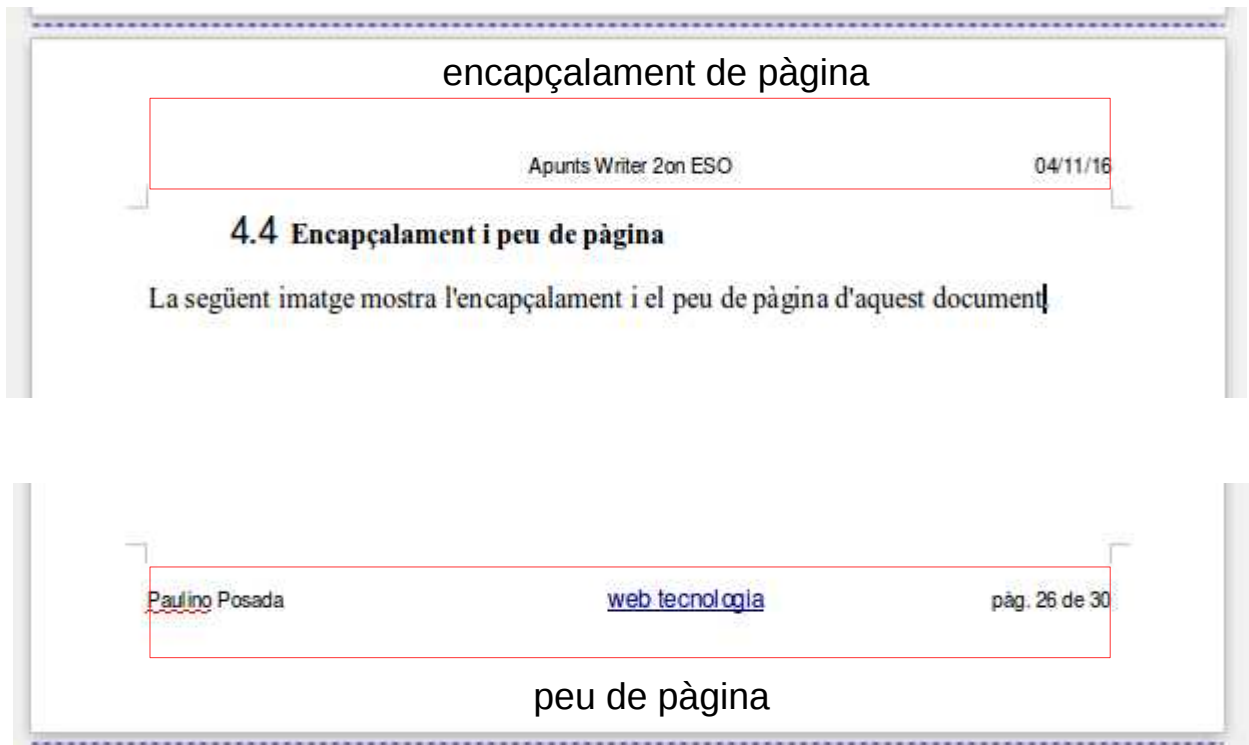 encapçalament de pàgina
Apunts Writer 2on ESO 04/11/16
4.4 Encapçalament i peu de pàgina
La següent imatge mostra l'encapçalament i el peu de pàgina d'aquest document
Paulino Posada web tecnologia pàg. 26 de 30
peu de pàgina